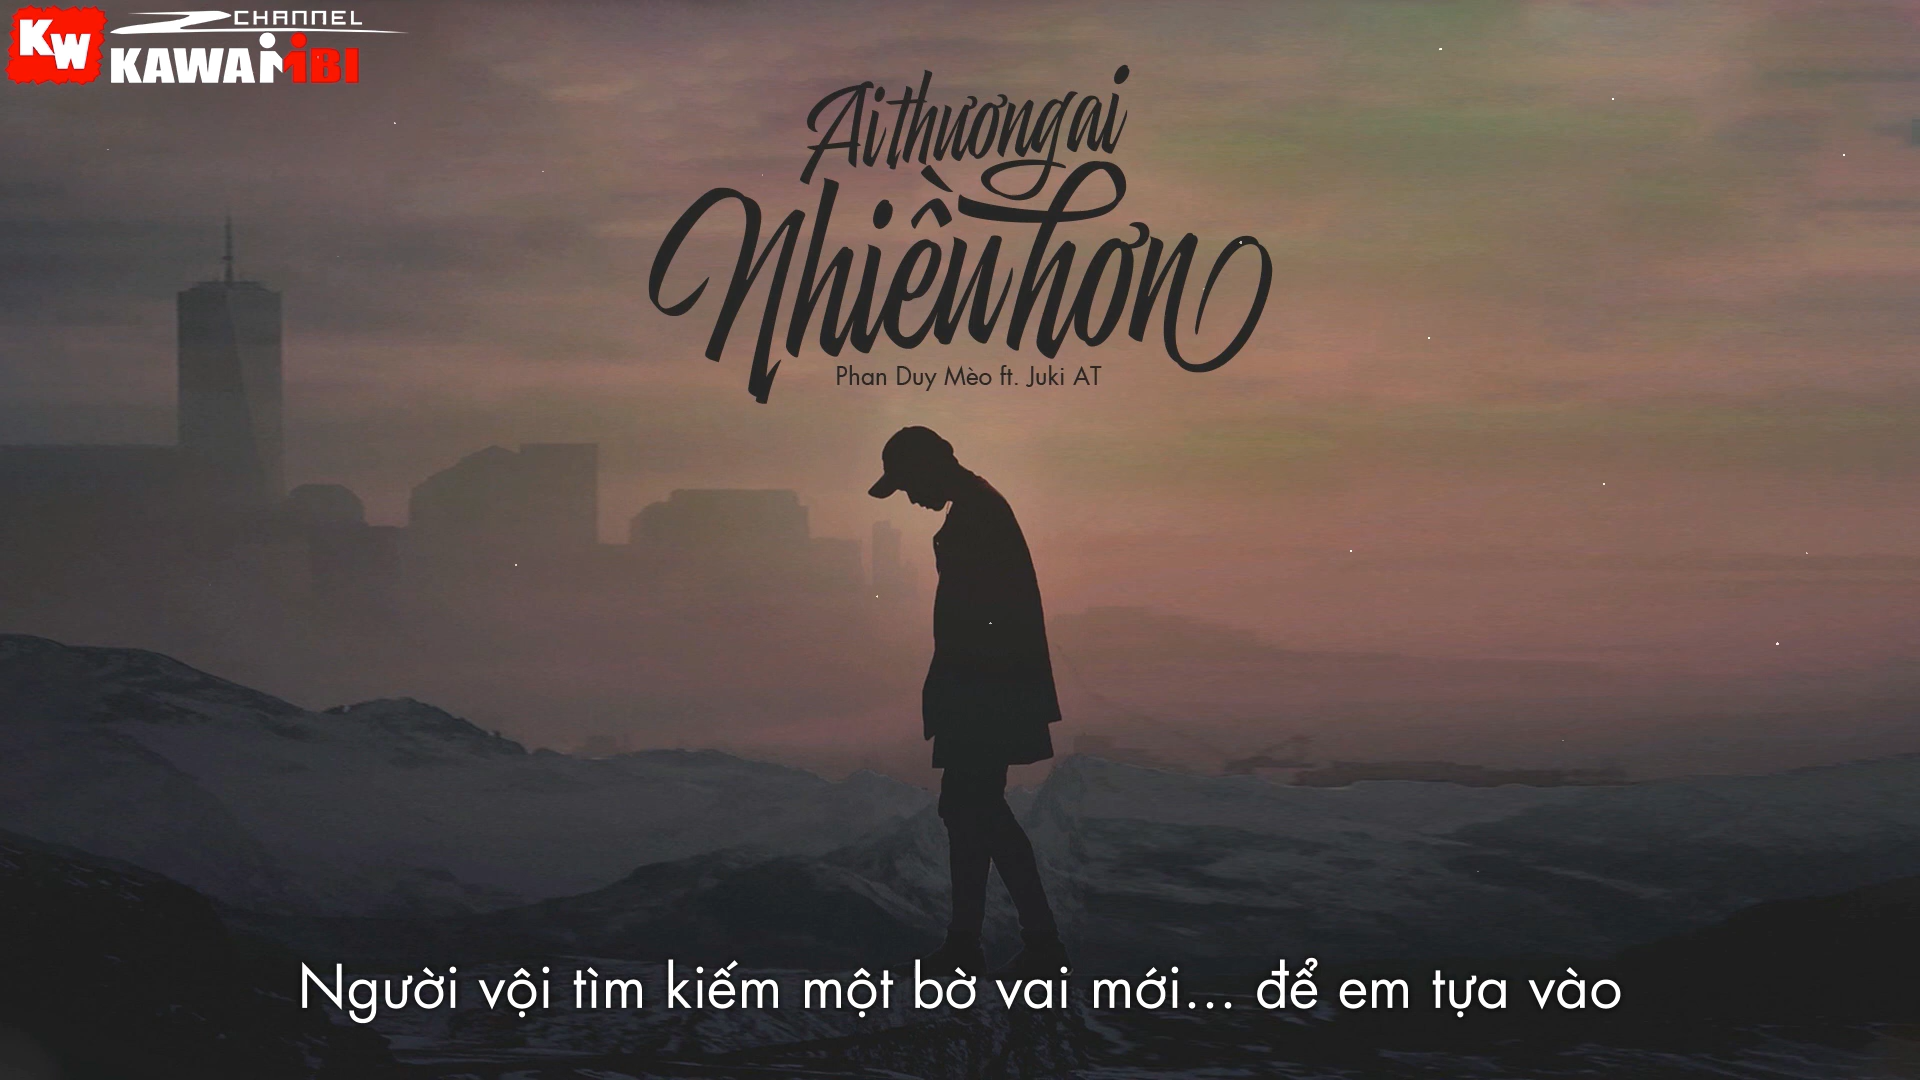 KW
CHANNEL
KAWAIIMBI
Ai thương ai
Nhiều hơn
Phan Duy Mèo ft. Juki AT
Người vội tìm kiếm một bờ vai mới... để em tựa vào